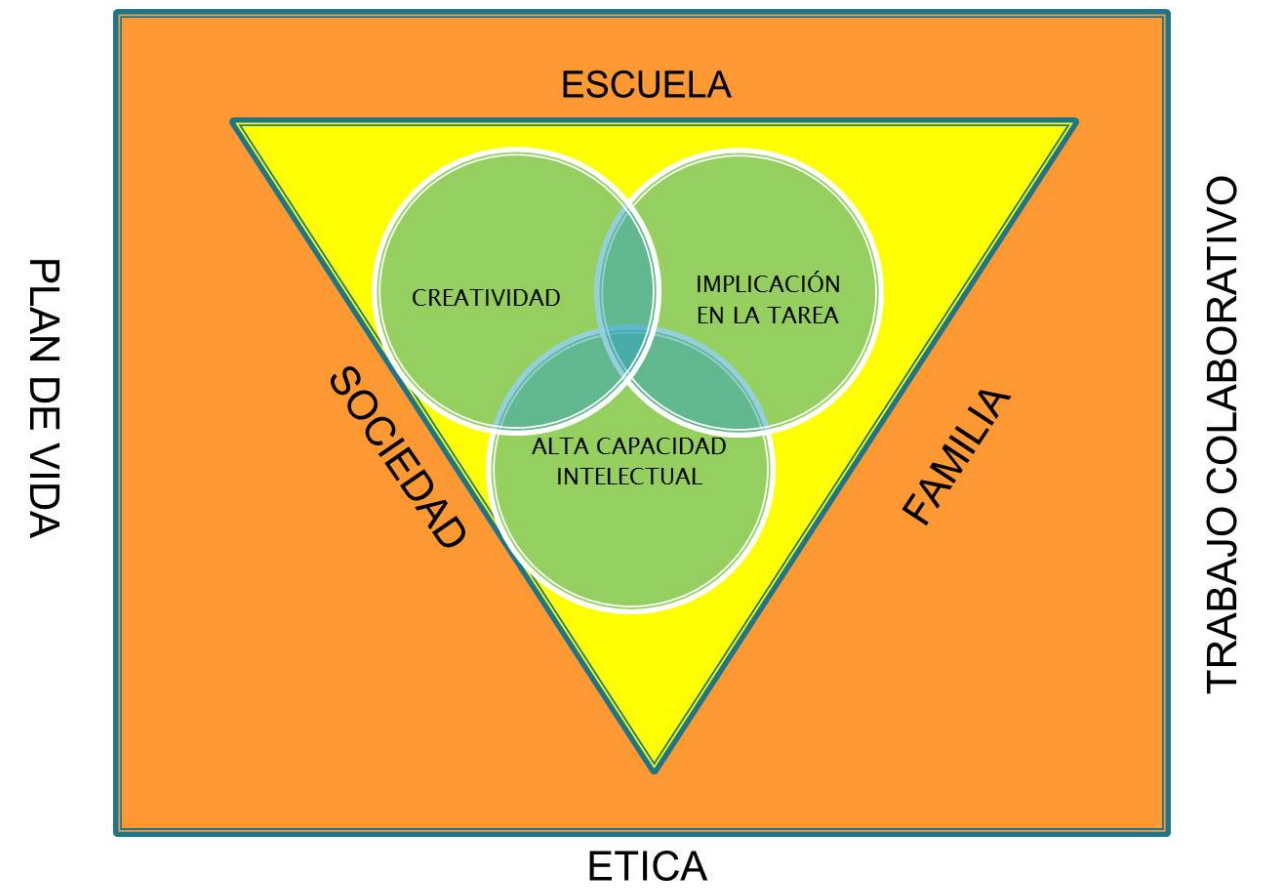 ESCUELA
CREATIVIDAD
IMPLICACIÓN
EN LA TAREA
ALTA CAPACIDAD
INTELECTUAL
SOCIEDAD
FAMILIA
PLAN DE VIDA
TRABAJO COLABORATIVO
ETICA